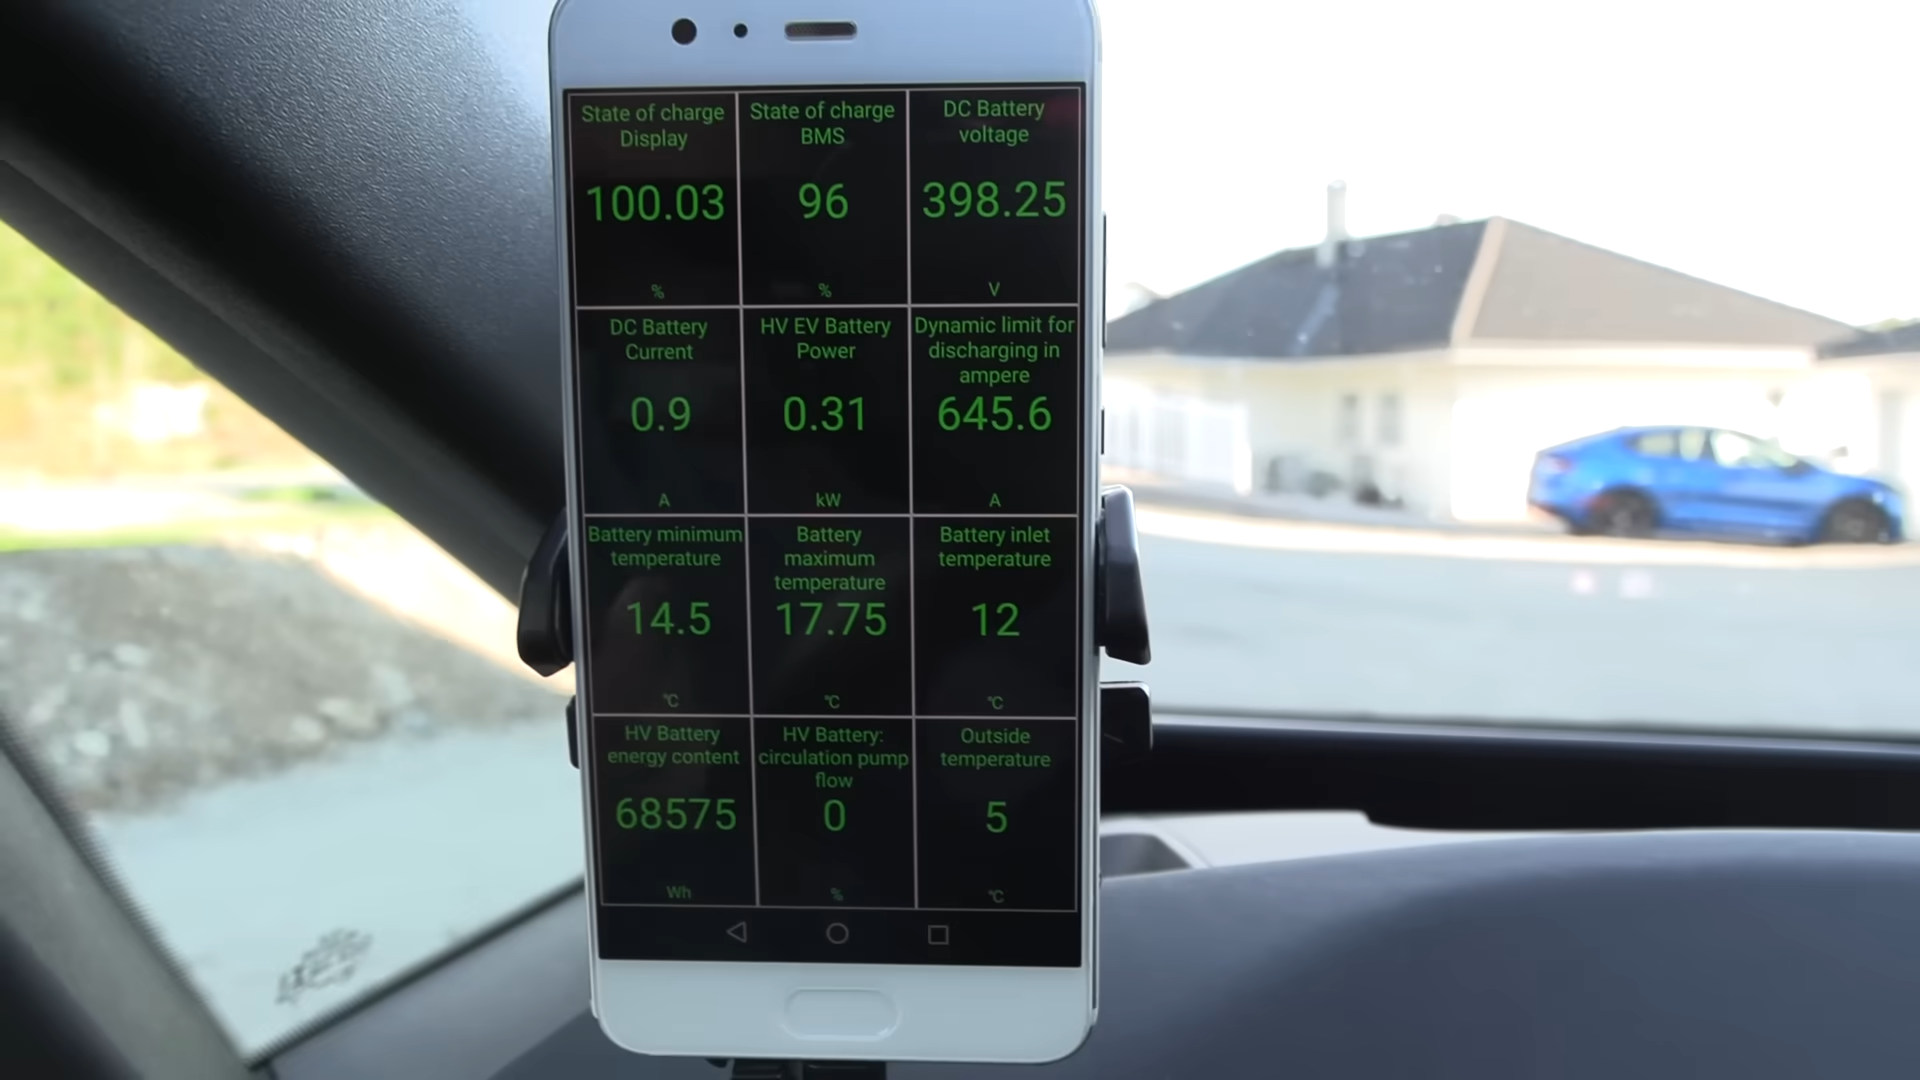 State of charge
Display
100.03
%
State of charge
BMS
96
%
DC Battery
voltage
398.25
V
DC Battery
Current
0.9
A
HV EV Battery
Power
0.31
kW
Dynamic limit for
discharging in
ampere
645.6
A
Battery minimum
temperature
14.5
℃
Battery
maximum
temperature
17.75
℃
Battery inlet
temperature
12
℃
HV Battery
energy content
68575
Wh
HV Battery:
circulation pump
flow
0
%
Outside
temperature
5
℃